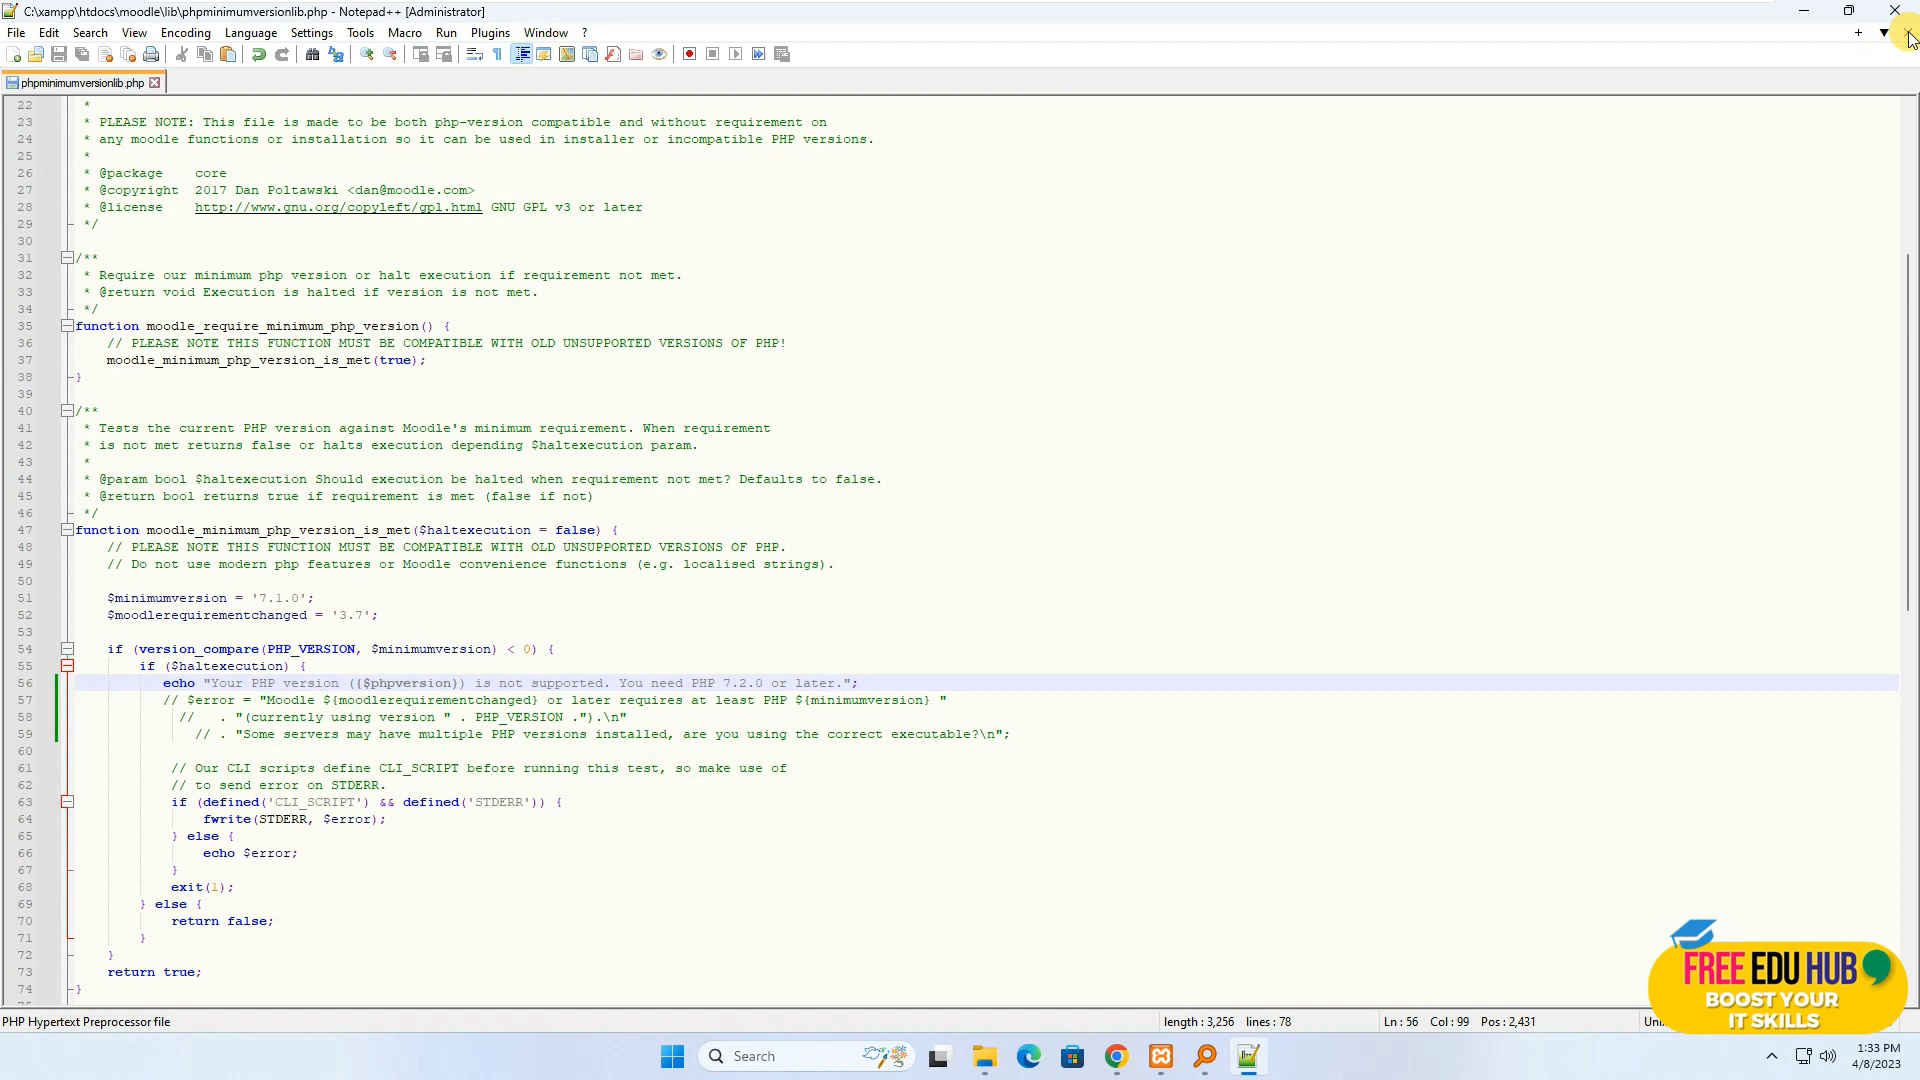 C:\xampp\htdocs\moodle\lib\phpminimumversionlib.php - Notepad++ [Administrator]
File Edit Search View Encoding Language Settings Tools Macro Run Plugins Window ?
phpminimumversionlib.php
22 *
23 * PLEASE NOTE: This file is made to be both php-version compatible and without requirement on
24 * any moodle functions or installation so it can be used in installer or incompatible PHP versions.
25 *
26 * @package core
27 * @copyright 2017 Dan Poltawski <dan@moodle.com>
28 * @license http://www.gnu.org/copyleft/gpl.html GNU GPL v3 or later
29 */
30
31 /**
32 * Require our minimum php version or halt execution if requirement not met.
33 * @return void Execution is halted if version is not met.
34 */
35 function moodle_require_minimum_php_version() {
36 // PLEASE NOTE THIS FUNCTION MUST BE COMPATIBLE WITH OLD UNSUPPORTED VERSIONS OF PHP!
37 moodle_minimum_php_version_is_met(true);
38 }
39
40 /**
41 * Tests the current PHP version against Moodle's minimum requirement. When requirement
42 * is not met returns false or halts execution depending $haltexecution param.
43 *
44 * @param bool $haltexecution Should execution be halted when requirement not met? Defaults to false.
45 * @return bool returns true if requirement is met (false if not)
46 */
47 function moodle_minimum_php_version_is_met($haltexecution = false) {
48 // PLEASE NOTE THIS FUNCTION MUST BE COMPATIBLE WITH OLD UNSUPPORTED VERSIONS OF PHP.
49 // Do not use modern php features or Moodle convenience functions (e.g. localised strings).
50
51 $minimumversion = '7.1.0';
52 $moodlerequirementchanged = '3.7';
53
54 if (version_compare(PHP_VERSION, $minimumversion) < 0) {
55 if ($haltexecution) {
56 echo "Your PHP version ({$phpversion}) is not supported. You need PHP 7.2.0 or later.";
57 // $error = "Moodle ${moodlerequirementchanged} or later requires at least PHP ${minimumversion} "
58 // . "(currently using version " . PHP_VERSION .").\n"
59 // . "Some servers may have multiple PHP versions installed, are you using the correct executable?\n";
60
61 // Our CLI scripts define CLI_SCRIPT before running this test, so make use of
62 // to send error on STDERR.
63 if (defined('CLI_SCRIPT') && defined('STDERR')) {
64 fwrite(STDERR, $error);
65 } else {
66 echo $error;
67 }
68 exit(1);
69 } else {
70 return false;
71 }
72 }
73 return true;
74 }
FREE EDU HUB
BOOST YOUR
IT SKILLS
PHP Hypertext Preprocessor file length : 3,256 lines : 78 Ln : 56 Col : 99 Pos : 2,431
Search
1:33 PM
4/8/2023